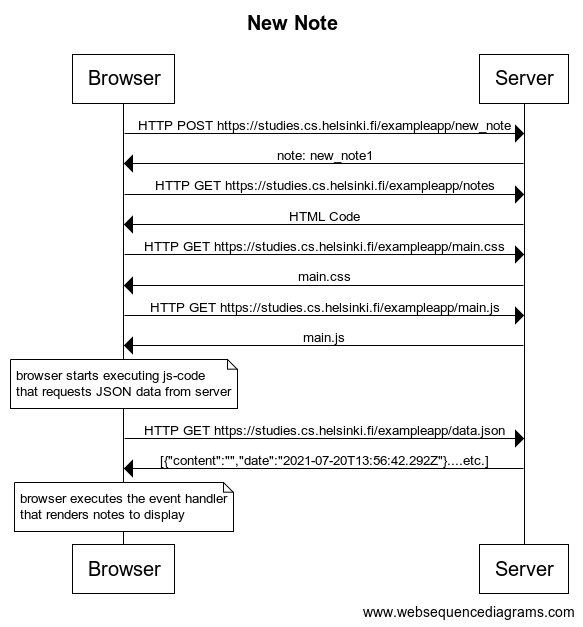 New Note
Browser
Server
HTTP POST https://studies.cs.helsinki.fi/exampleapp/new_note
note: new_note1
HTTP GET https://studies.cs.helsinki.fi/exampleapp/notes
HTML Code
HTTP GET https://studies.cs.helsinki.fi/exampleapp/main.css
main.css
HTTP GET https://studies.cs.helsinki.fi/exampleapp/main.js
main.js
browser starts executing js-code
that requests JSON data from server
HTTP GET https://studies.cs.helsinki.fi/exampleapp/data.json
[{"content":"","date":"2021-07-20T13:56:42.292Z"}....etc.]
browser executes the event handler
that renders notes to display
Browser
Server
www.websequencediagrams.com